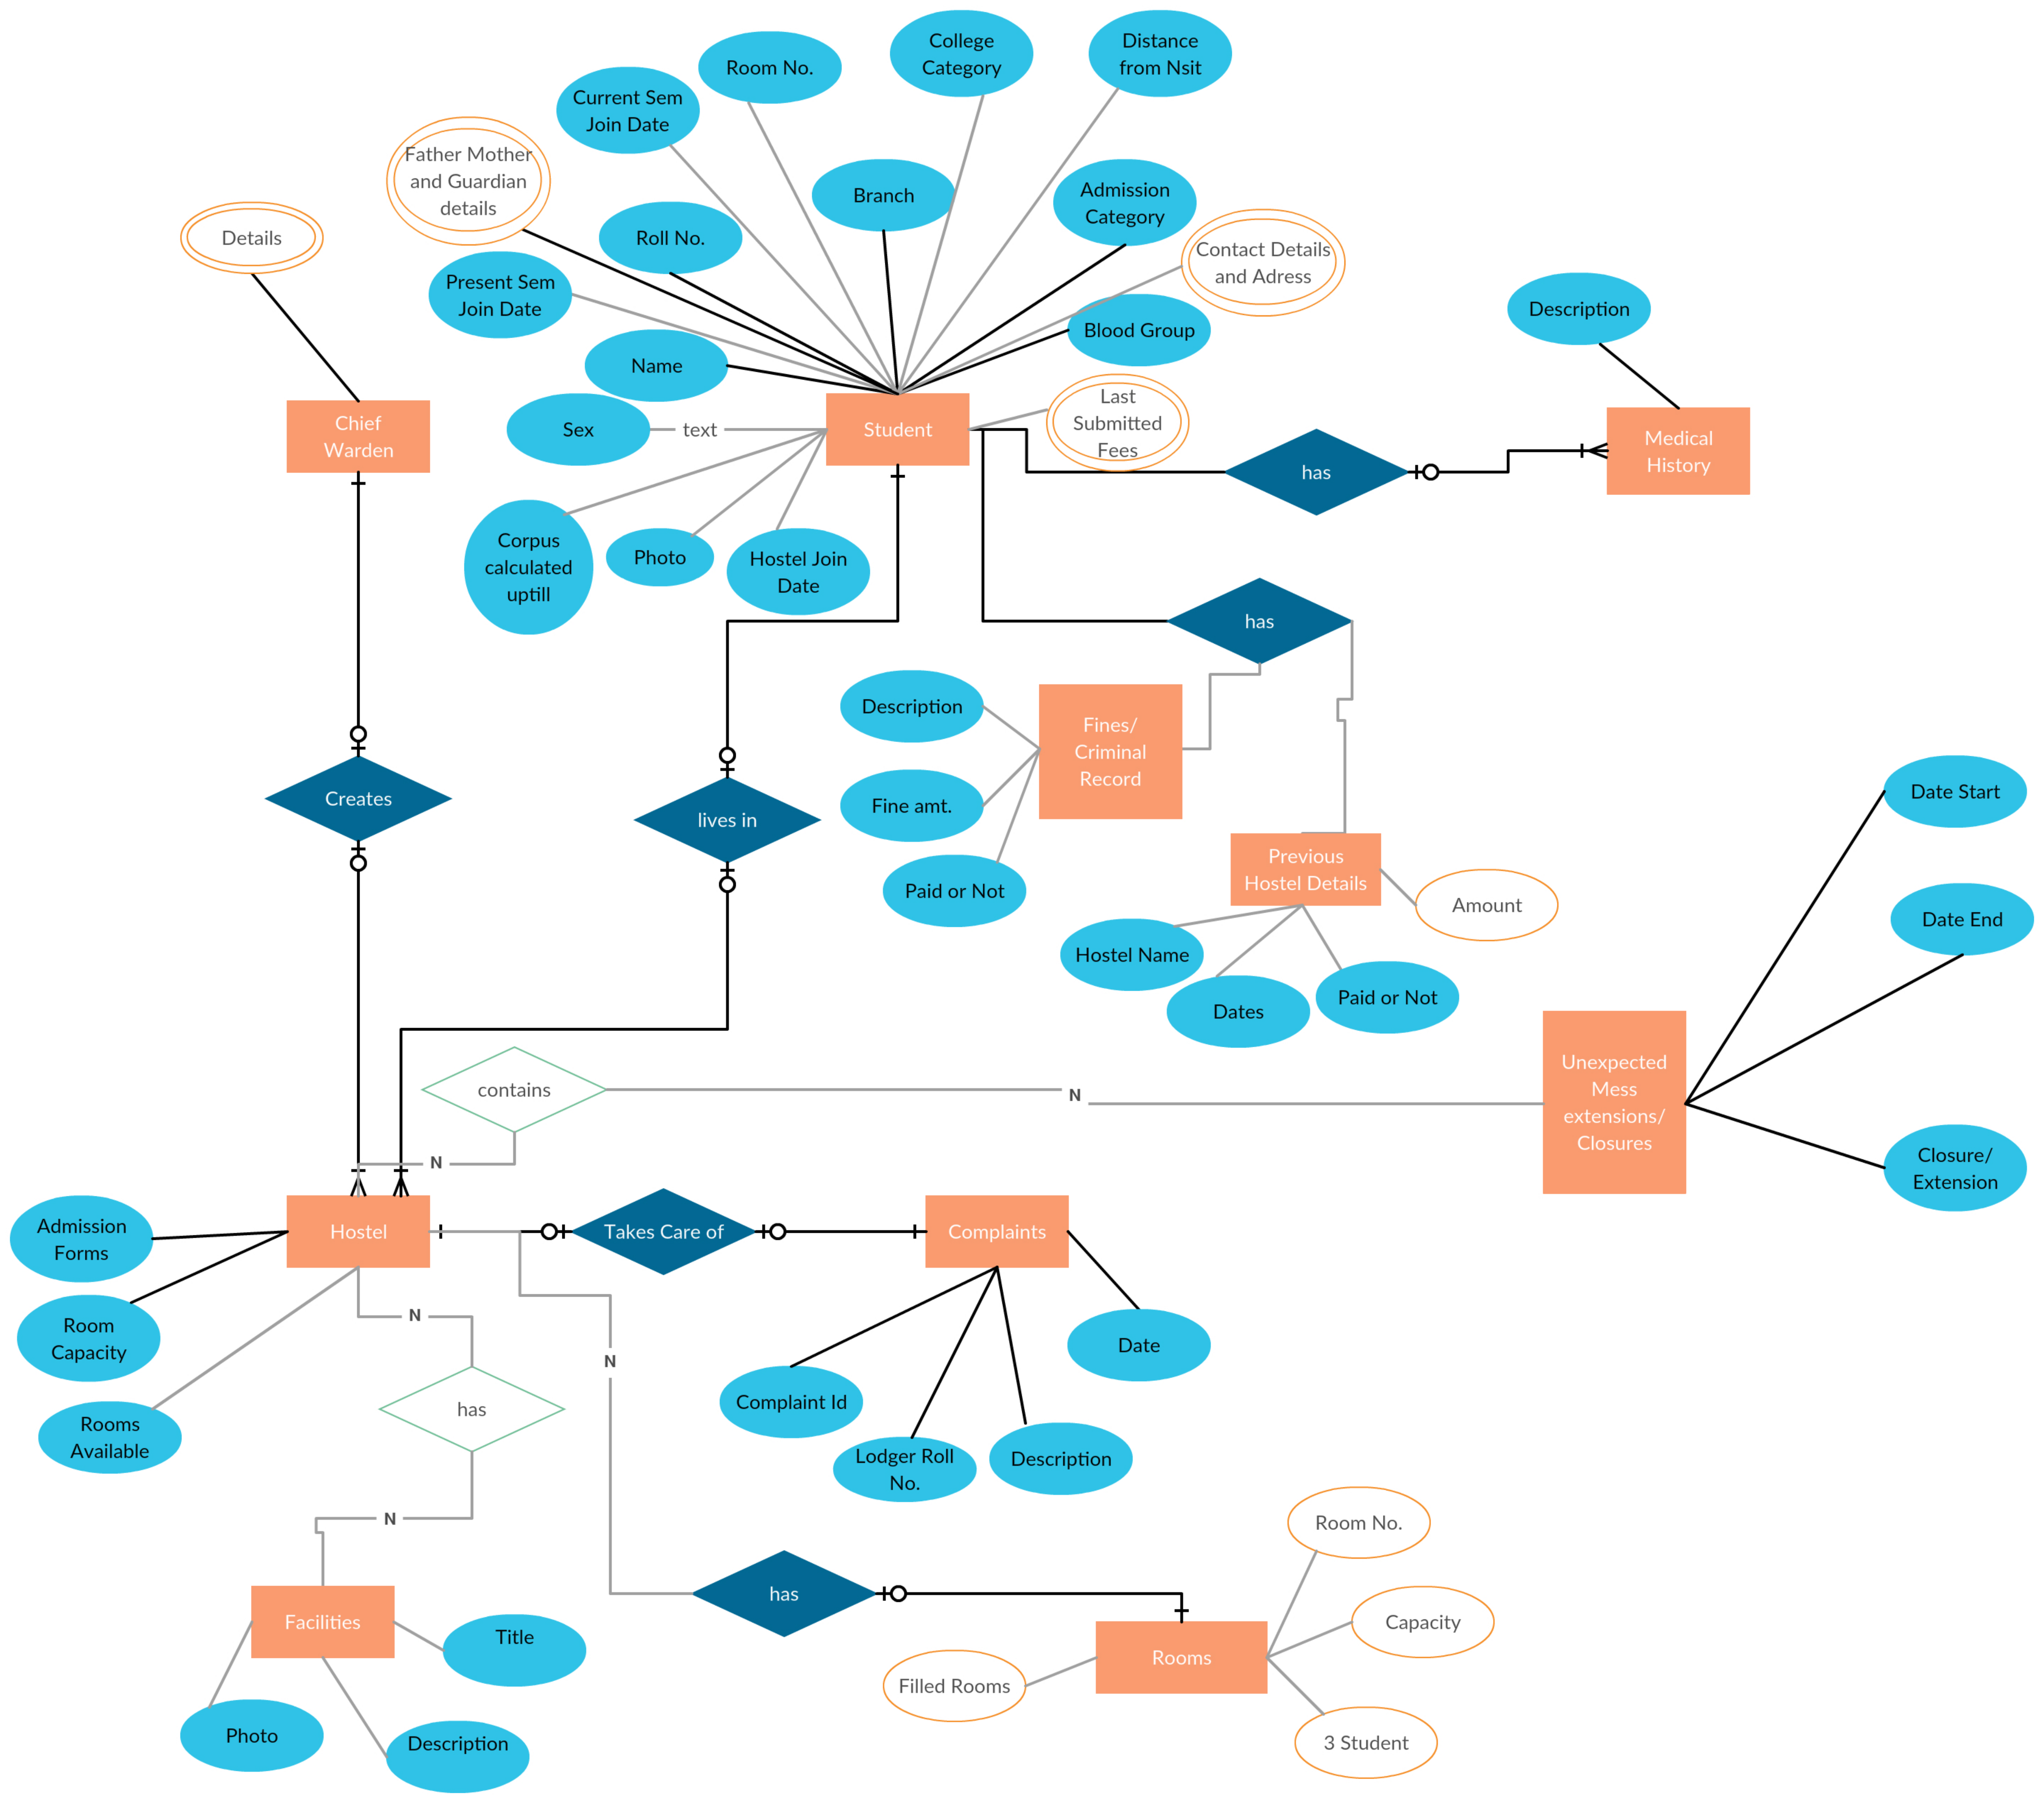 College
Category
Distance
from Nsit
Room No.
Current Sem
Join Date
Father Mother
and Guardian
details
Branch
Admission
Category
Details
Roll No.
Contact Details
and Adress
Present Sem
Join Date
Blood Group
Description
Name
Last
Submitted
Fees
Chief
Warden
Sex
text
Student
Medical
History
has
Corpus
calculated
uptill
Photo
Hostel Join
Date
has
Description
Fines/
Criminal
Record
Creates
lives in
Fine amt.
Date Start
Paid or Not
Previous
Hostel Details
Amount
Date End
Hostel Name
Dates
Paid or Not
contains
N
Unexpected
Mess
extensions/
Closures
N
Closure/
Extension
Admission
Forms
Hostel
Takes Care of
Complaints
Room
Capacity
N
N
Date
Rooms
Available
has
Complaint Id
Lodger Roll
No.
Description
N
Room No.
has
Facilities
Title
Capacity
Rooms
Filled Rooms
Photo
Description
3 Student